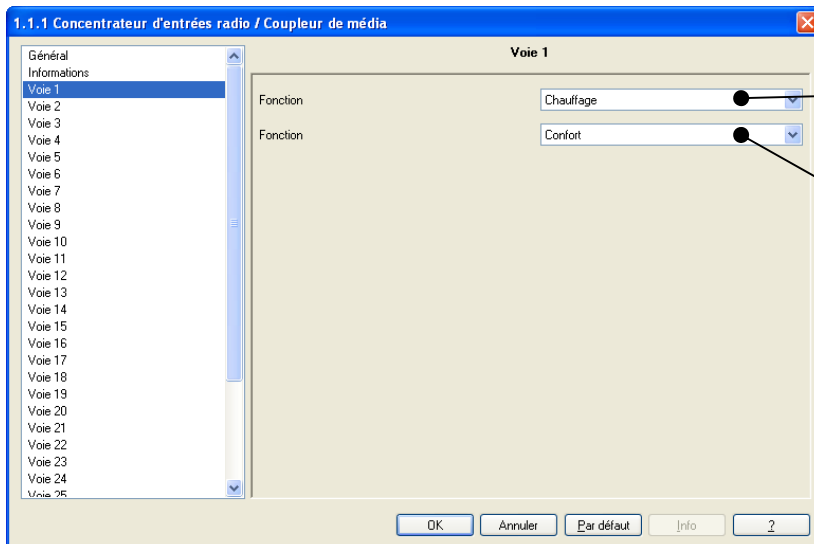 1.1.1 Concentrateur d'entrées radio / Coupleur de média
Général
Informations
Voie 1
Voie 2
Voie 3
Voie 4
Voie 5
Voie 6
Voie 7
Voie 8
Voie 9
Voie 10
Voie 11
Voie 12
Voie 13
Voie 14
Voie 15
Voie 16
Voie 17
Voie 18
Voie 19
Voie 20
Voie 21
Voie 22
Voie 23
Voie 24
Voie 25
Voie 1
Fonction Chauffage
Fonction Confort
OK Annuler Par défaut Info ?